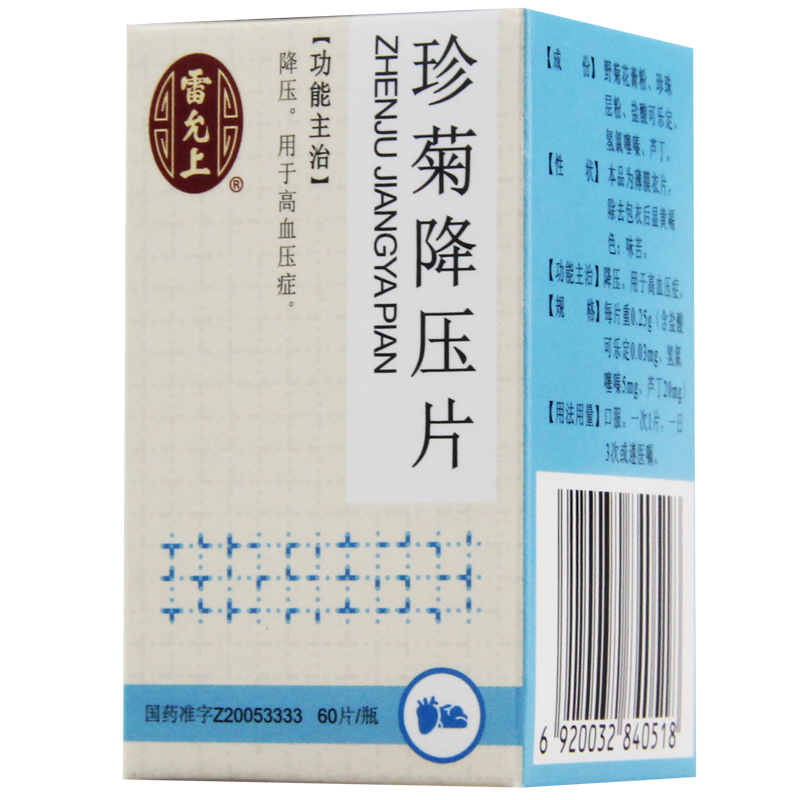 雷允上
®
【功能主治】
降压。用于高血压症。
珍菊降压片
ZHENJU JIANGYA PIAN
国药准字Z20053333 60片/瓶
【成 份】野菊花膏粉、珍珠
层粉、盐酸可乐定、
氢氯噻嗪、芦丁。
【性 状】本品为薄膜衣片,
除去包衣后显黄褐
色;味苦。
【功能主治】降压。用于高血压症。
【规 格】每片重0.25g(含盐酸
可乐定0.03mg、氢氯
噻嗪5mg、芦丁20mg)
【用法用量】口服。一次1片,一日
3次或遵医嘱。
6 920032 840518